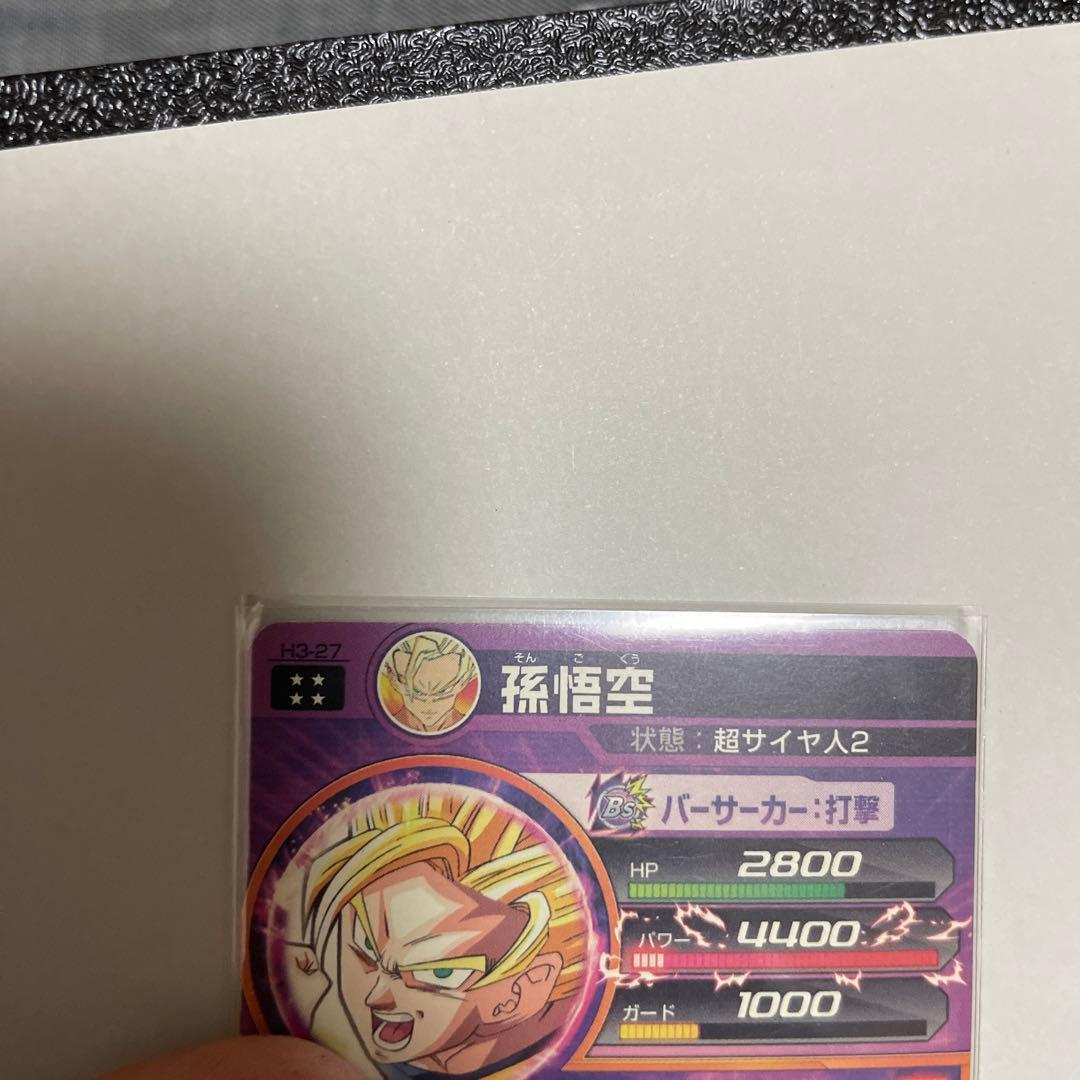 H3-27
そん ご くう
孫悟空
状態：超サイヤ人2
Bs バーサーカー：打撃
HP 2800
パワー 4400
ガード 1000